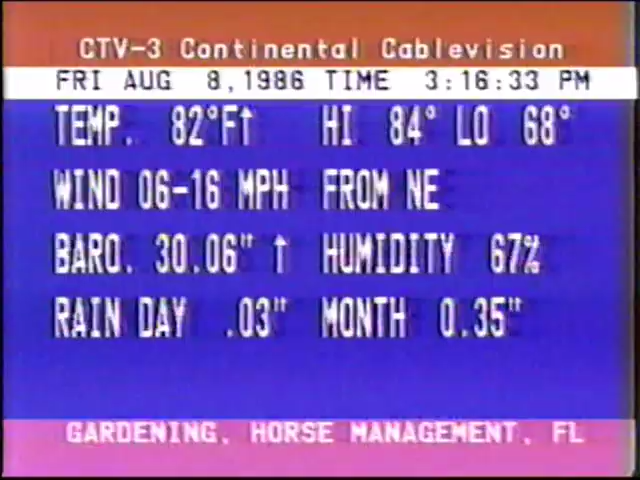 CTV-3 Continental Cablevision
FRI AUG 8,1986 TIME 3:16:33 PM
TEMP. 82°F↑ HI 84° LO 68°
WIND 06-16 MPH FROM NE
BARO. 30.06" ↑ HUMIDITY 67%
RAIN DAY .03" MONTH 0.35"
GARDENING, HORSE MANAGEMENT, FL